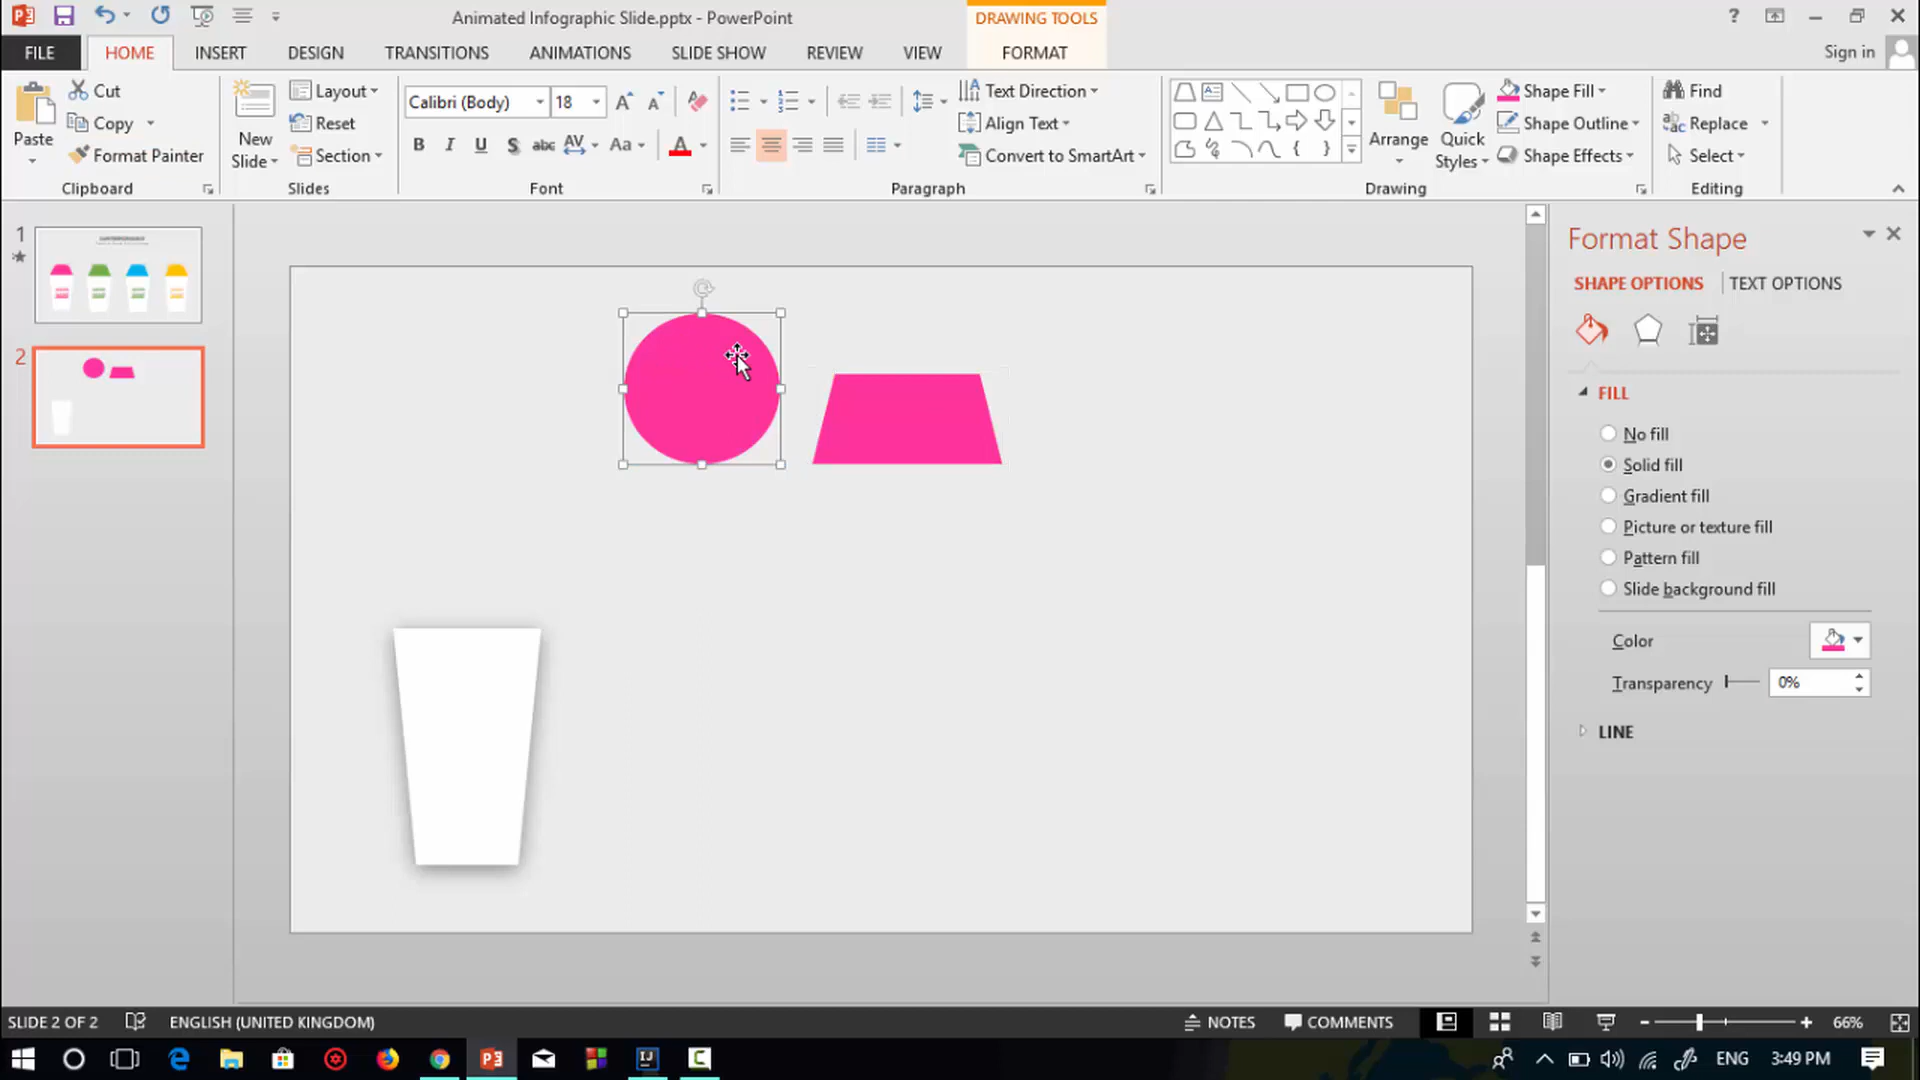 Animated Infographic Slide.pptx - PowerPoint
DRAWING TOOLS
?
FILE
HOME
INSERT
DESIGN
TRANSITIONS
ANIMATIONS
SLIDE SHOW
REVIEW
VIEW
FORMAT
Sign in
Paste
Cut
Copy
Format Painter
Clipboard
New
Slide
Layout
Reset
Section
Slides
Calibri (Body)
18
B I U S abc AV Aa A
Font
Text Direction
Align Text
Convert to SmartArt
Paragraph
Arrange
Quick
Styles
Shape Fill
Shape Outline
Shape Effects
Drawing
Find
Replace
Select
Editing
1
2
Format Shape
SHAPE OPTIONS
TEXT OPTIONS
FILL
No fill
Solid fill
Gradient fill
Picture or texture fill
Pattern fill
Slide background fill
Color
Transparency
0%
LINE
SLIDE 2 OF 2
ENGLISH (UNITED KINGDOM)
NOTES
COMMENTS
66%
ENG
3:49 PM